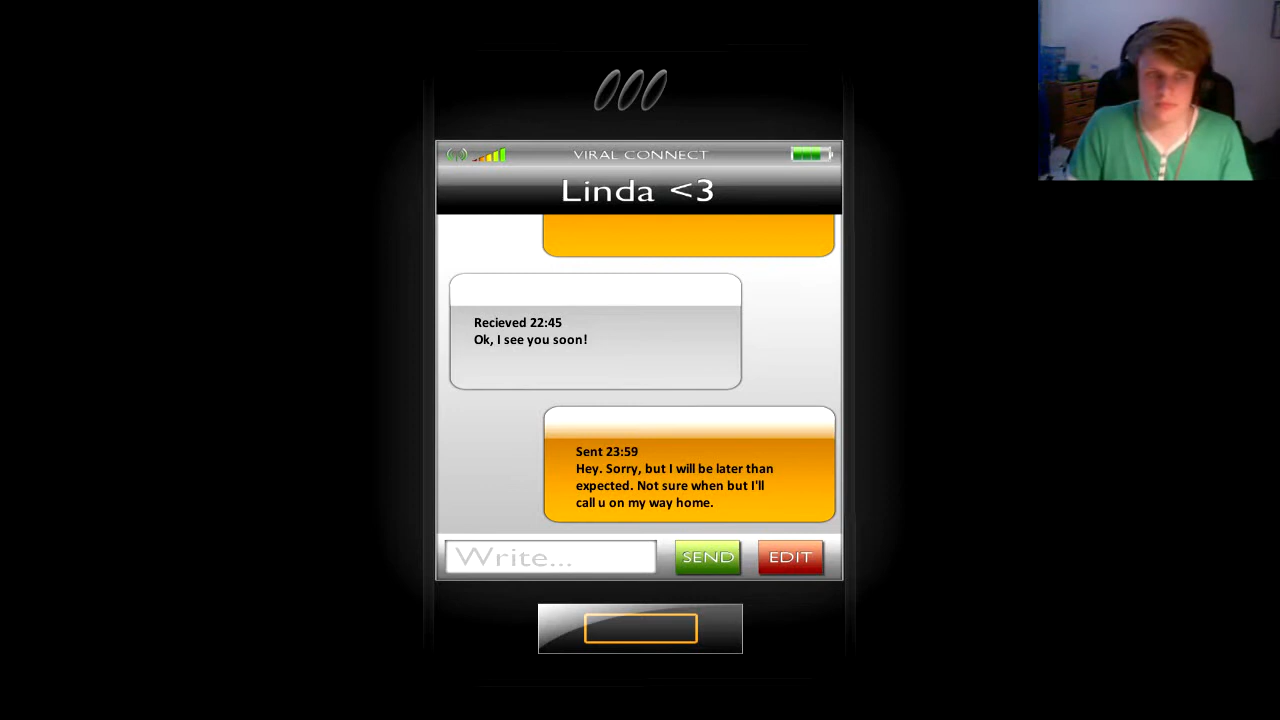 VIRAL CONNECT
Linda <3
Recieved 22:45
Ok, I see you soon!
Sent 23:59
Hey. Sorry, but I will be later than
expected. Not sure when but I'll
call u on my way home.
Write...
SEND
EDIT